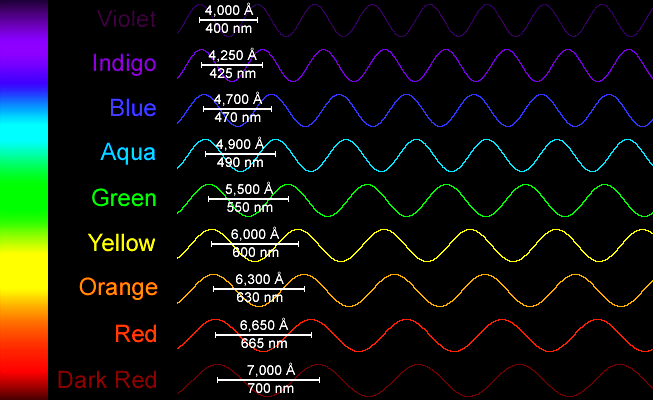 Violet 4,000 Å
400 nm
Indigo 4,250 Å
425 nm
Blue 4,700 Å
470 nm
Aqua 4,900 Å
490 nm
Green 5,500 Å
550 nm
Yellow 6,000 Å
600 nm
Orange 6,300 Å
630 nm
Red 6,650 Å
665 nm
Dark Red 7,000 Å
700 nm